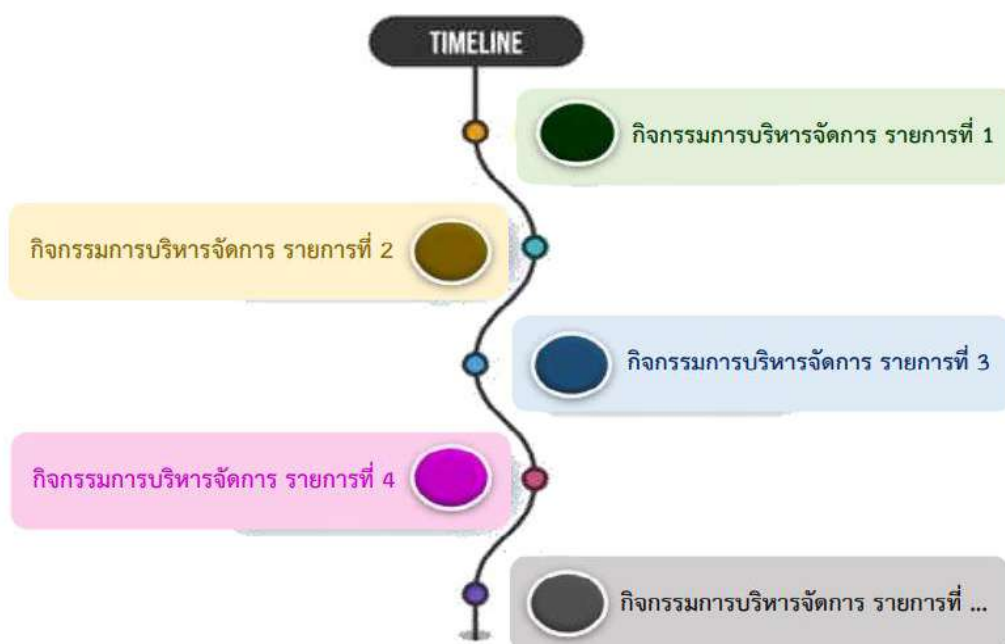 TIMELINE
กิจกรรมการบริหารจัดการ รายการที่ 1
กิจกรรมการบริหารจัดการ รายการที่ 2
กิจกรรมการบริหารจัดการ รายการที่ 3
กิจกรรมการบริหารจัดการ รายการที่ 4
กิจกรรมการบริหารจัดการ รายการที่ ...